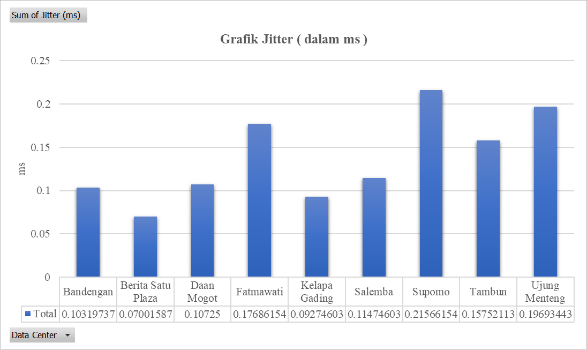 Sum of Jitter (ms)
Grafik Jitter ( dalam ms )
0.25
0.2
0.15
0.1
0.05
0
ms
Bandengan
Berita Satu
Plaza
Daan
Mogot
Fatmawati
Kelapa
Gading
Salemba
Supomo
Tambun
Ujung
Menteng
Total 0.10319737 0.07001587 0.10725 0.17686154 0.09274603 0.11474603 0.21566154 0.15752113 0.19693443
Data Center